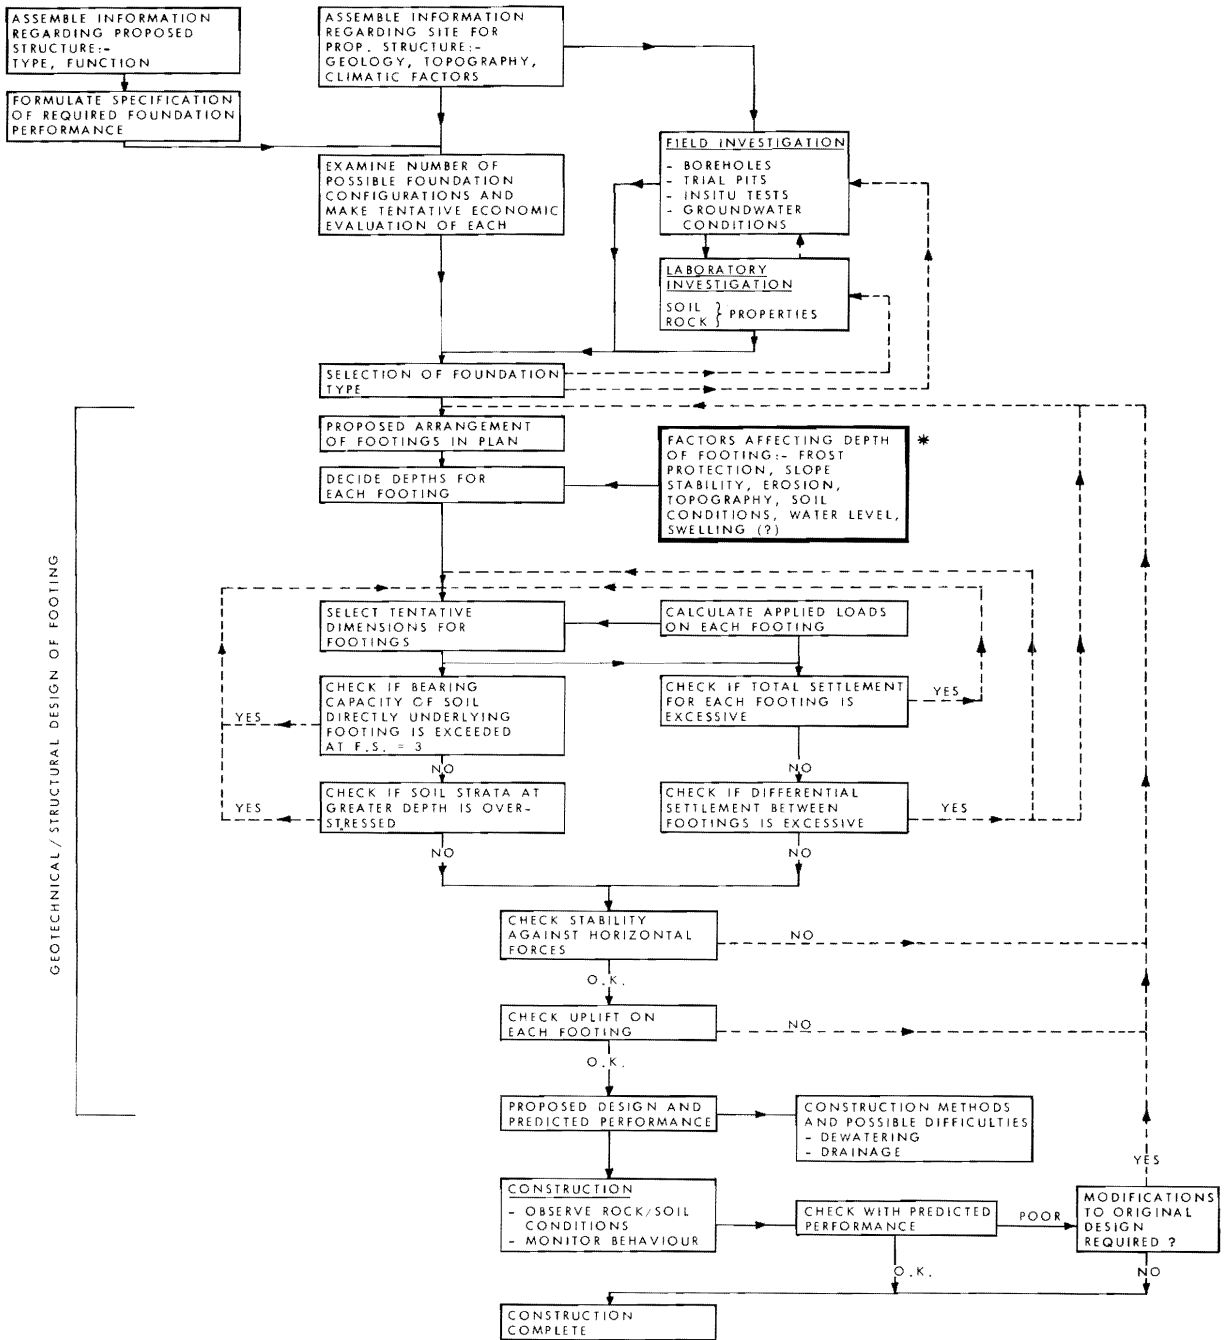 ASSEMBLE INFORMATION
REGARDING PROPOSED
STRUCTURE:-
TYPE, FUNCTION
FORMULATE SPECIFICATION
OF REQUIRED FOUNDATION
PERFORMANCE
ASSEMBLE INFORMATION
REGARDING SITE FOR
PROP. STRUCTURE:-
GEOLOGY, TOPOGRAPHY,
CLIMATIC FACTORS
EXAMINE NUMBER OF
POSSIBLE FOUNDATION
CONFIGURATIONS AND
MAKE TENTATIVE ECONOMIC
EVALUATION OF EACH
FIELD INVESTIGATION
- BOREHOLES
- TRIAL PITS
- INSITU TESTS
- GROUNDWATER
CONDITIONS
LABORATORY
INVESTIGATION
SOIL
ROCK } PROPERTIES
SELECTION OF FOUNDATION
TYPE
PROPOSED ARRANGEMENT
OF FOOTINGS IN PLAN
DECIDE DEPTHS FOR
EACH FOOTING
FACTORS AFFECTING DEPTH *
OF FOOTING:- FROST
PROTECTION, SLOPE
STABILITY, EROSION,
TOPOGRAPHY, SOIL
CONDITIONS, WATER LEVEL,
SWELLING (?)
GEOTECHNICAL / STRUCTURAL DESIGN OF FOOTING
SELECT TENTATIVE
DIMENSIONS FOR
FOOTINGS
CALCULATE APPLIED LOADS
ON EACH FOOTING
CHECK IF BEARING
CAPACITY OF SOIL
DIRECTLY UNDERLYING
FOOTING IS EXCEEDED
AT F.S. = 3
YES
NO
CHECK IF TOTAL SETTLEMENT
FOR EACH FOOTING IS
EXCESSIVE
YES
NO
CHECK IF SOIL STRATA AT
GREATER DEPTH IS OVER-
STRESSED
YES
NO
CHECK IF DIFFERENTIAL
SETTLEMENT BETWEEN
FOOTINGS IS EXCESSIVE
YES
NO
CHECK STABILITY
AGAINST HORIZONTAL
FORCES
NO
O.K.
CHECK UPLIFT ON
EACH FOOTING
NO
O.K.
PROPOSED DESIGN AND
PREDICTED PERFORMANCE
CONSTRUCTION METHODS
AND POSSIBLE DIFFICULTIES
- DEWATERING
- DRAINAGE
CONSTRUCTION
- OBSERVE ROCK/SOIL
CONDITIONS
- MONITOR BEHAVIOUR
CHECK WITH PREDICTED
PERFORMANCE
POOR
O.K.
YES
MODIFICATIONS
TO ORIGINAL
DESIGN
REQUIRED ?
NO
CONSTRUCTION
COMPLETE